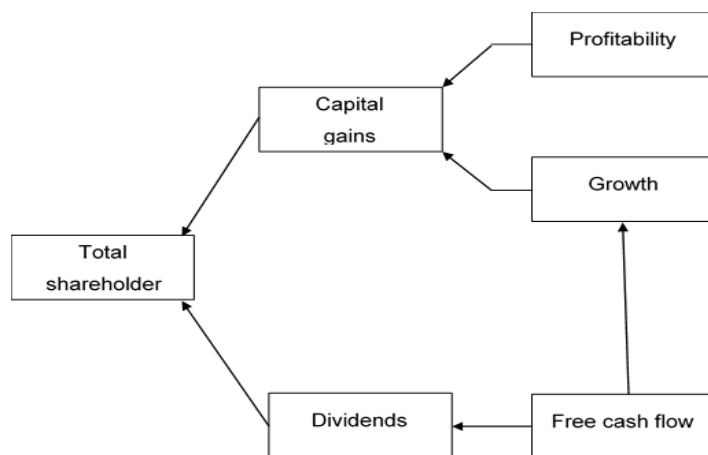 Profitability
Capital
gains
Growth
Total
shareholder
Dividends
Free cash flow